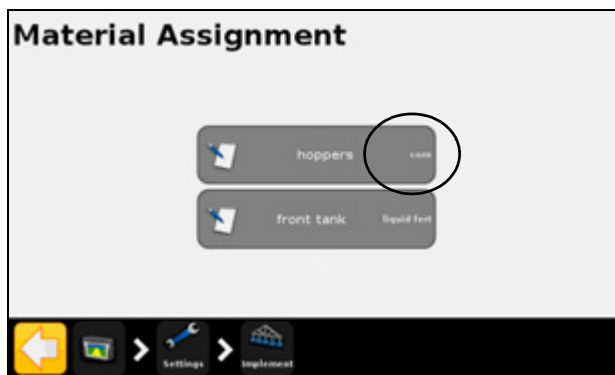 Material Assignment
hoppers corn
front tank liquid fert
Settings Implement